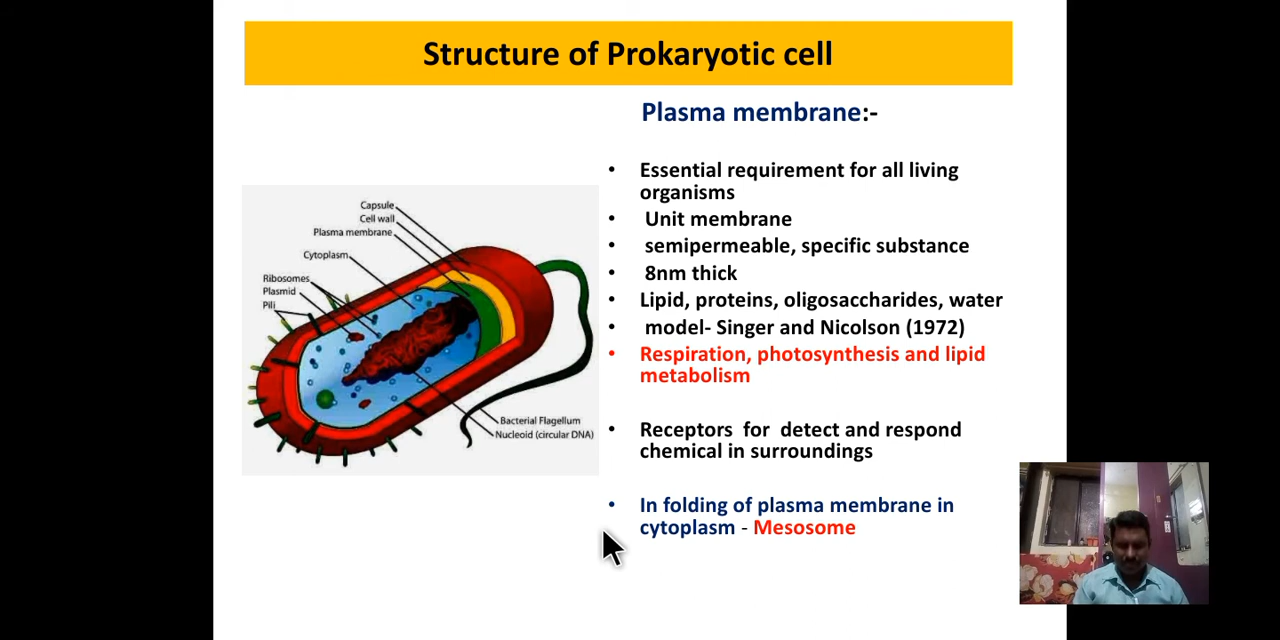 Structure of Prokaryotic cell
Plasma membrane:-
• Essential requirement for all living
organisms
• Unit membrane
• semipermeable, specific substance
• 8nm thick
• Lipid, proteins, oligosaccharides, water
• model- Singer and Nicolson (1972)
• Respiration, photosynthesis and lipid
metabolism
• Receptors for detect and respond
chemical in surroundings
• In folding of plasma membrane in
cytoplasm - Mesosome
Capsule
Cell wall
Plasma membrane
Cytoplasm
Ribosomes
Plasmid
Pili
Bacterial Flagellum
Nucleoid (circular DNA)